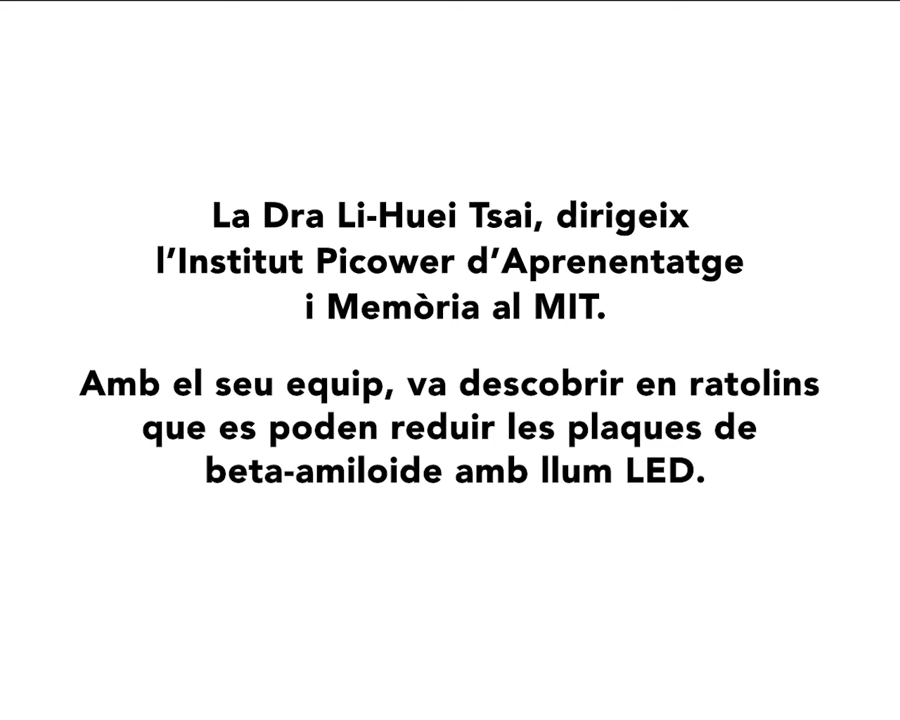 La Dra Li-Huei Tsai, dirigeix
l’Institut Picower d’Aprenentatge
i Memòria al MIT.
Amb el seu equip, va descobrir en ratolins
que es poden reduir les plaques de
beta-amiloide amb llum LED.